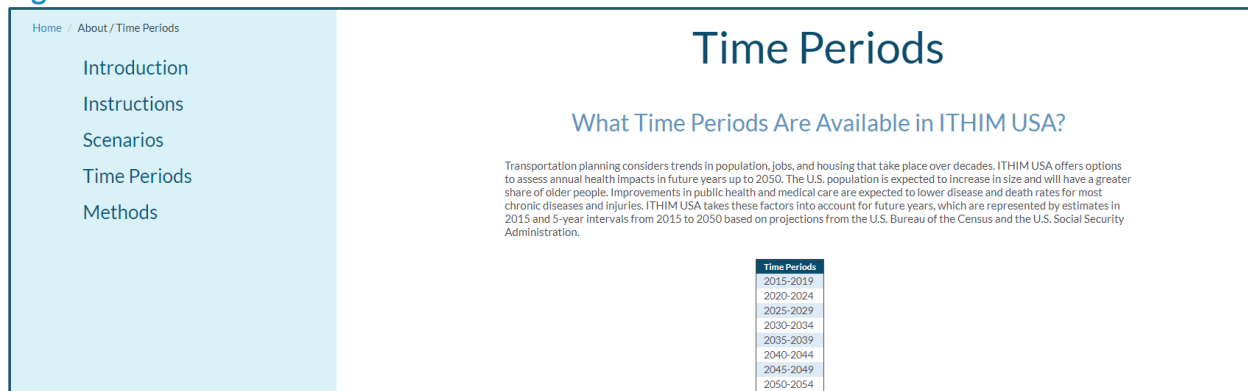 Home / About / Time Periods
Introduction
Instructions
Scenarios
Time Periods
Methods
Time Periods
What Time Periods Are Available in ITHIM USA?
Transportation planning considers trends in population, jobs, and housing that take place over decades. ITHIM USA offers options
to assess annual health impacts in future years up to 2050. The U.S. population is expected to increase in size and will have a greater
share of older people. Improvements in public health and medical care are expected to lower disease and death rates for most
chronic diseases and injuries. ITHIM USA takes these factors into account for future years, which are represented by estimates in
2015 and 5-year intervals from 2015 to 2050 based on projections from the U.S. Bureau of the Census and the U.S. Social Security
Administration.
Time Periods
2015-2019
2020-2024
2025-2029
2030-2034
2035-2039
2040-2044
2045-2049
2050-2054